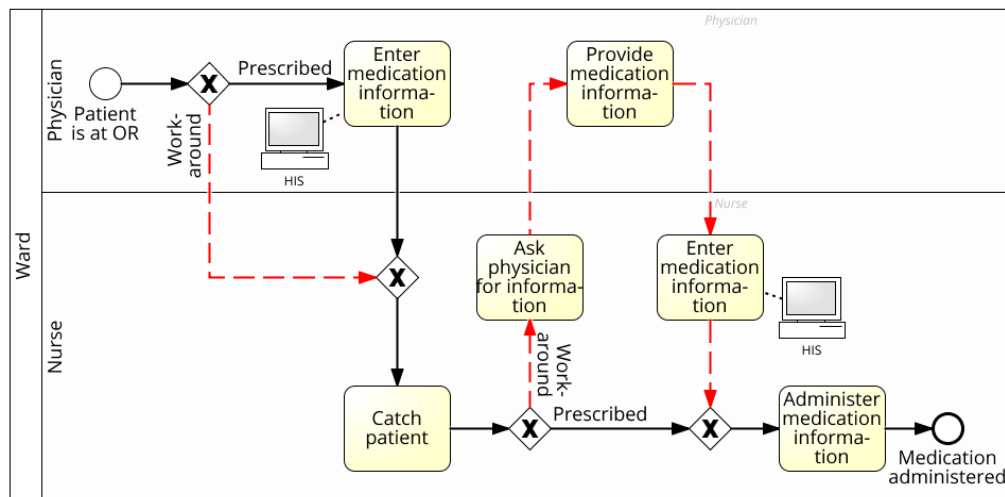 Ward
Physician
Physician
Patient
is at OR
X
Prescribed
Work-
around
Enter
medication
informa-
tion
HIS
Provide
medication
informa-
tion
Nurse
Nurse
X
Ask
physician
for informa-
tion
Enter
medication
informa-
tion
HIS
Catch
patient
X
Work-
around
Prescribed
X
Administer
medication
informa-
tion
Medication
administered